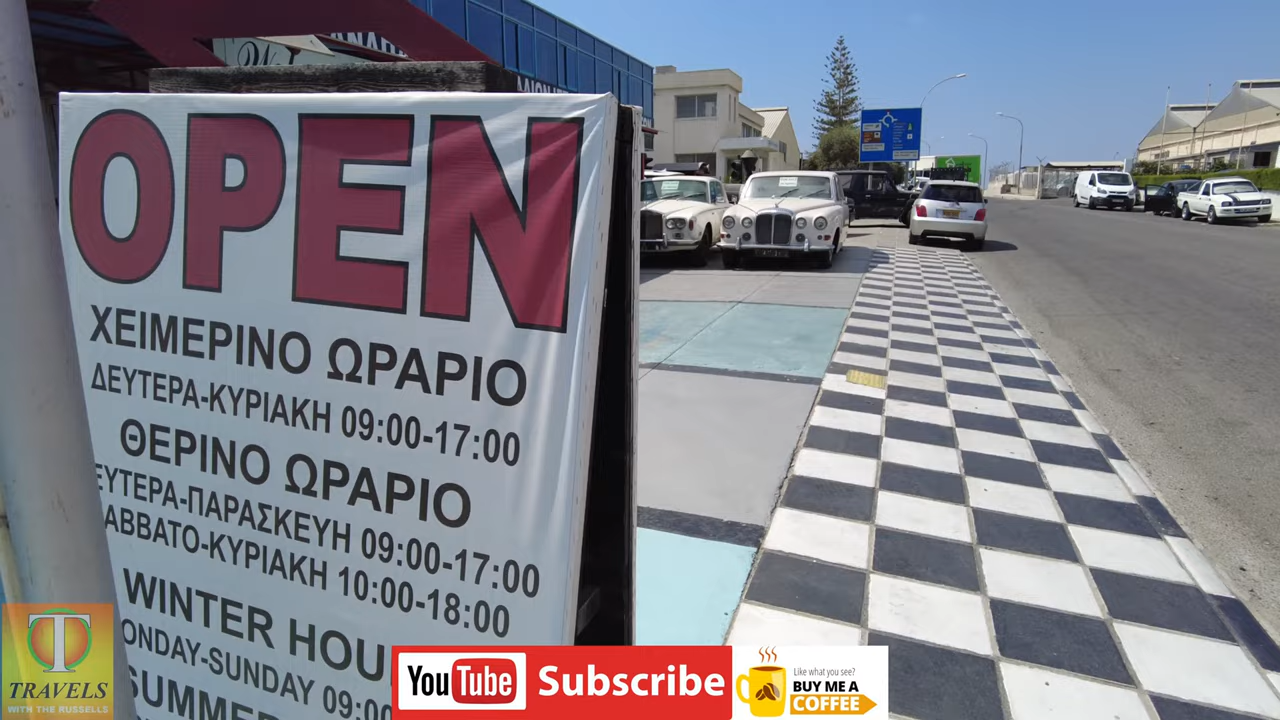 OPEN
ΧΕΙΜΕΡΙΝΟ ΩΡΑΡΙΟ
ΔΕΥΤΕΡΑ-ΚΥΡΙΑΚΗ 09:00-17:00
ΘΕΡΙΝΟ ΩΡΑΡΙΟ
ΕΥΤΕΡΑ-ΠΑΡΑΣΚΕΥΗ 09:00-17:00
ΑΒΒΑΤΟ-ΚΥΡΙΑΚΗ 10:00-18:00
WINTER HOU
ONDAY-SUNDAY 09:00
SUMMER
T
TRAVELS
WITH THE RUSSELLS
YouTube Subscribe
Like what you see?
BUY ME A
COFFEE